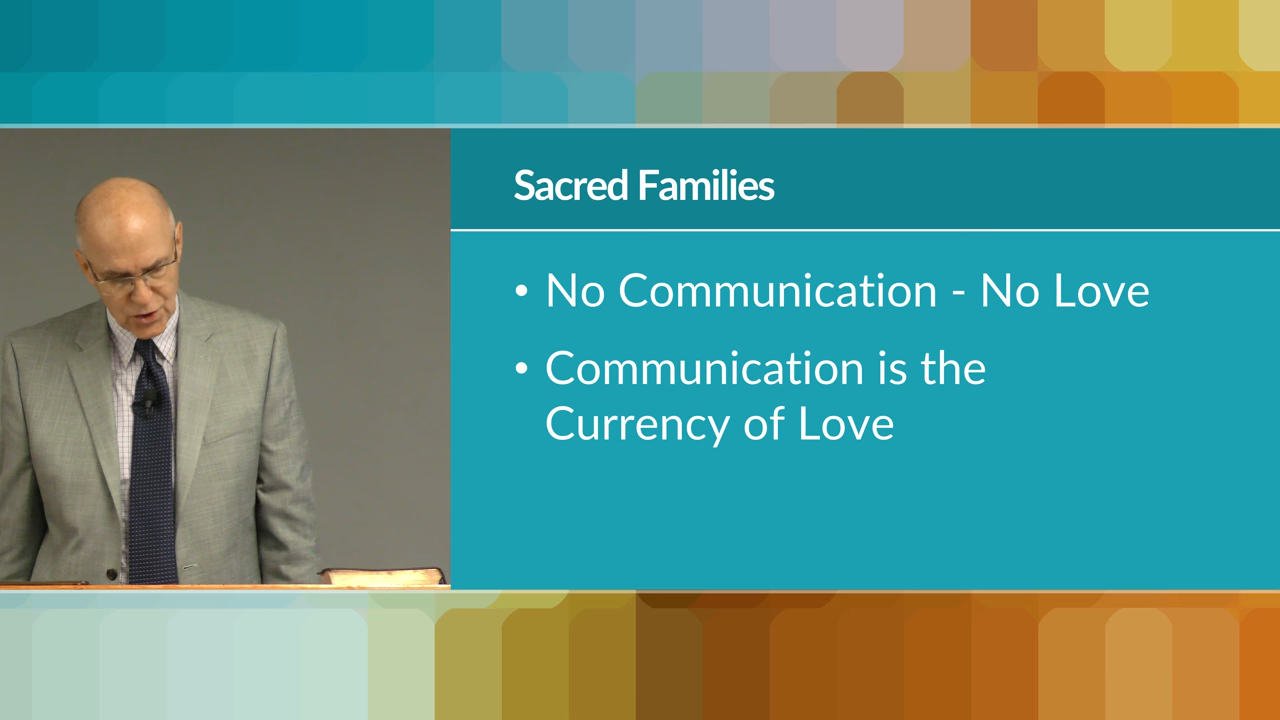 Sacred Families
• No Communication - No Love
• Communication is the
Currency of Love